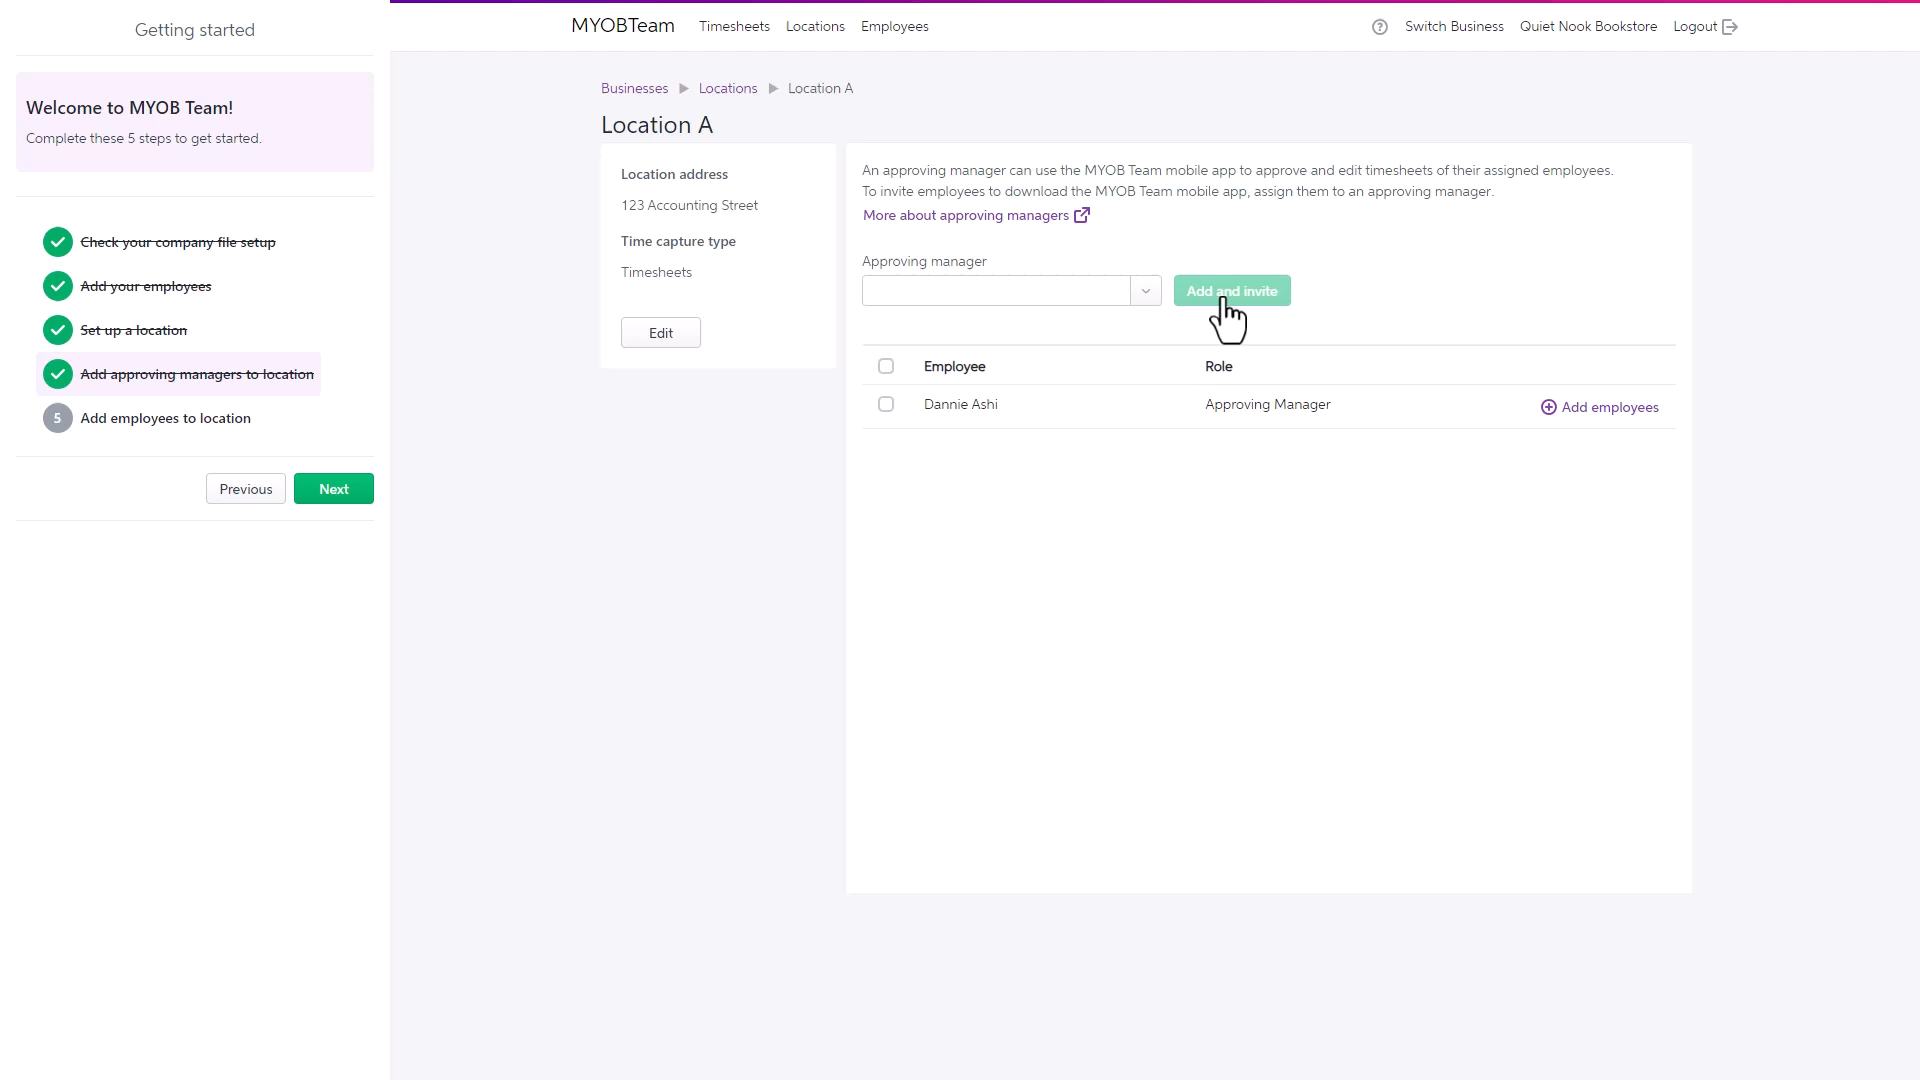 Getting started
Welcome to MYOB Team!
Complete these 5 steps to get started.
Check your company file setup
Add your employees
Set up a location
Add approving managers to location
5 Add employees to location
Previous Next
MYOBTeam Timesheets Locations Employees
? Switch Business Quiet Nook Bookstore Logout
Businesses Locations Location A
Location A
Location address
123 Accounting Street
Time capture type
Timesheets
Edit
An approving manager can use the MYOB Team mobile app to approve and edit timesheets of their assigned employees.
To invite employees to download the MYOB Team mobile app, assign them to an approving manager.
More about approving managers
Approving manager
Add and invite
Employee Role
Dannie Ashi Approving Manager Add employees